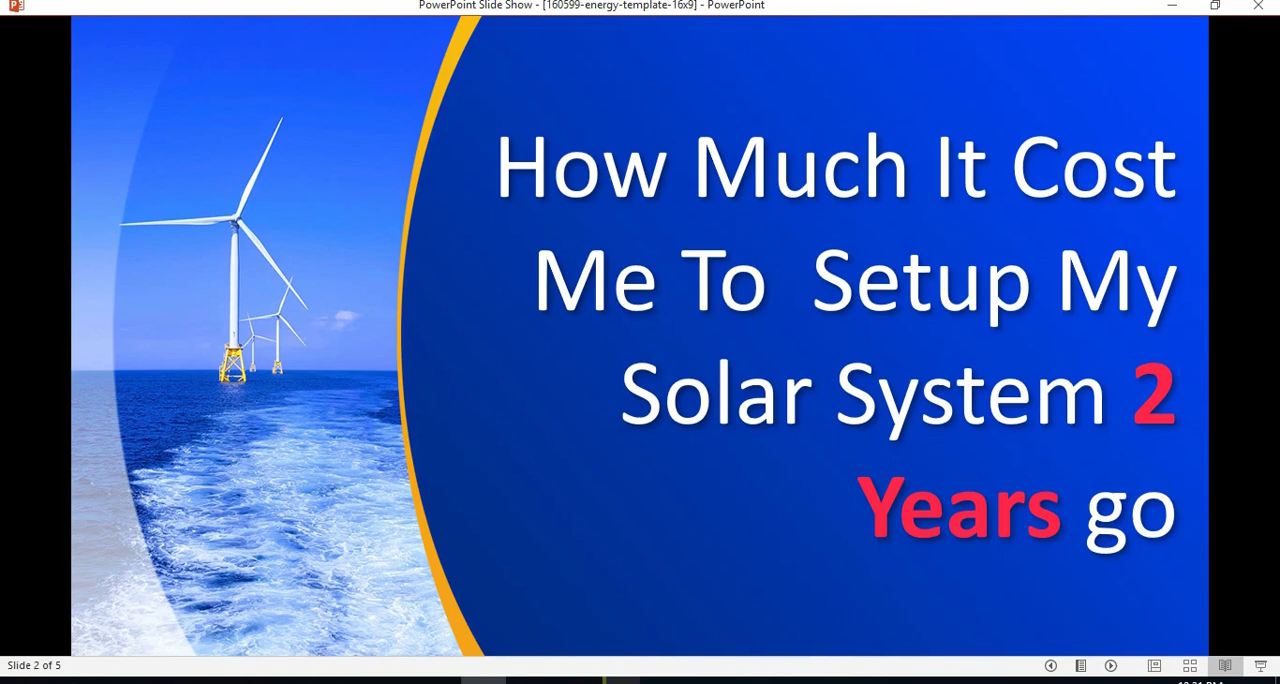 PowerPoint Slide Show - [160599-energy-template-16x9] - PowerPoint
How Much It Cost
Me To  Setup My
Solar System 2
Years go
Slide 2 of 5